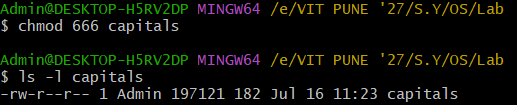 Admin@DESKTOP-H5RV2DP MINGW64 /e/VIT PUNE '27/S.Y/OS/Lab
$ chmod 666 capitals
Admin@DESKTOP-H5RV2DP MINGW64 /e/VIT PUNE '27/S.Y/OS/Lab
$ ls -l capitals
-rw-r--r-- 1 Admin 197121 182 Jul 16 11:23 capitals